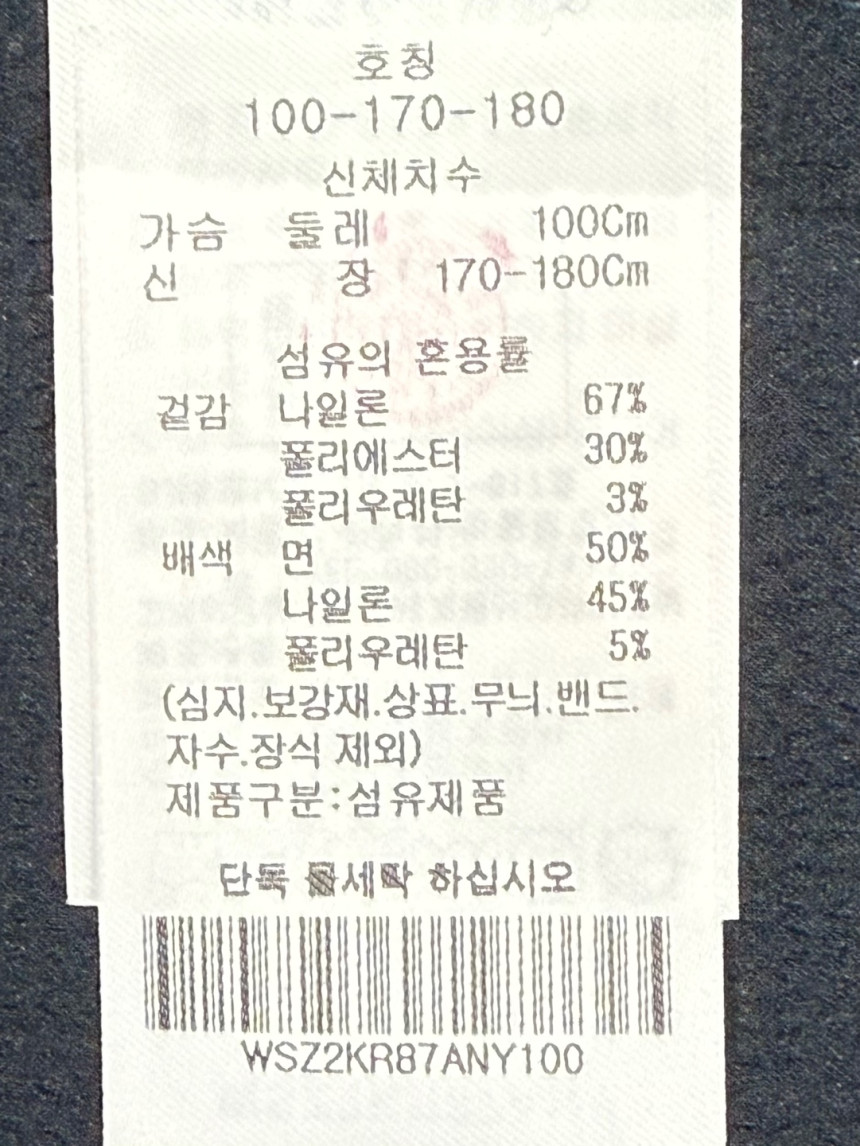 호칭
100-170-180
신체치수
가슴 둘레 100Cm
신 장 170-180Cm
섬유의 혼용률
겉감 나일론 67%
폴리에스터 30%
폴리우레탄 3%
배색 면 50%
나일론 45%
폴리우레탄 5%
(심지.보강재.상표.무늬.밴드.
자수.장식 제외)
제품구분:섬유제품
단독 물세탁 하십시오
WSZ2KR87ANY100